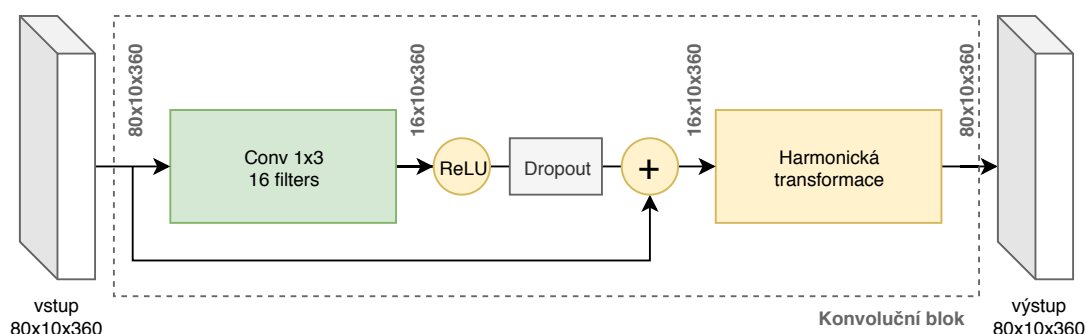 80x10x360
16x10x360
16x10x360
80x10x360
Conv 1x3
16 filters
ReLU
Dropout
+
Harmonická
transformace
vstup
80x10x360
Konvoluční blok
výstup
80x10x360